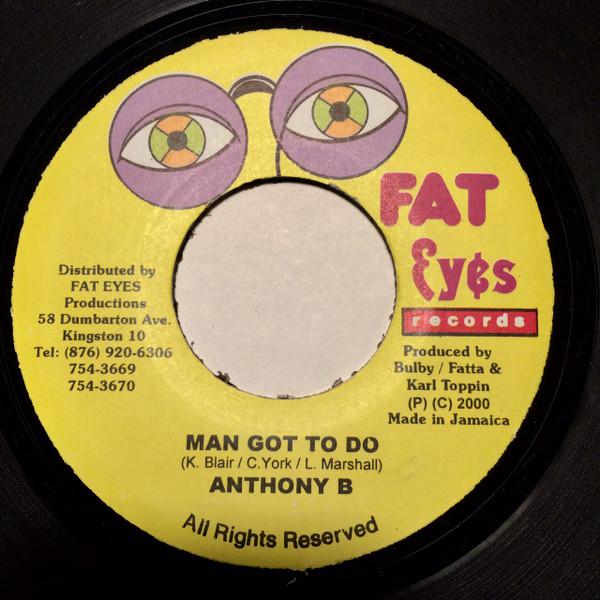 FAT
Eyes
records
Distributed by
FAT EYES
Productions
58 Dumbarton Ave.
Kingston 10
Tel: (876) 920-6306
754-3669
754-3670
Produced by
Bulby / Fatta &
Karl Toppin
(P) (C) 2000
Made in Jamaica
MAN GOT TO DO
(K. Blair / C.York / L. Marshall)
ANTHONY B
All Rights Reserved